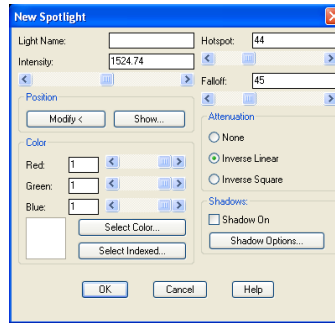 New Spotlight
Light Name:
Intensity: 1524.74
Hotspot: 44
Falloff: 45
Position
Modify <
Show...
Color
Red: 1
Green: 1
Blue: 1
Select Color...
Select Indexed...
Attenuation
None
Inverse Linear
Inverse Square
Shadows:
Shadow On
Shadow Options...
OK
Cancel
Help